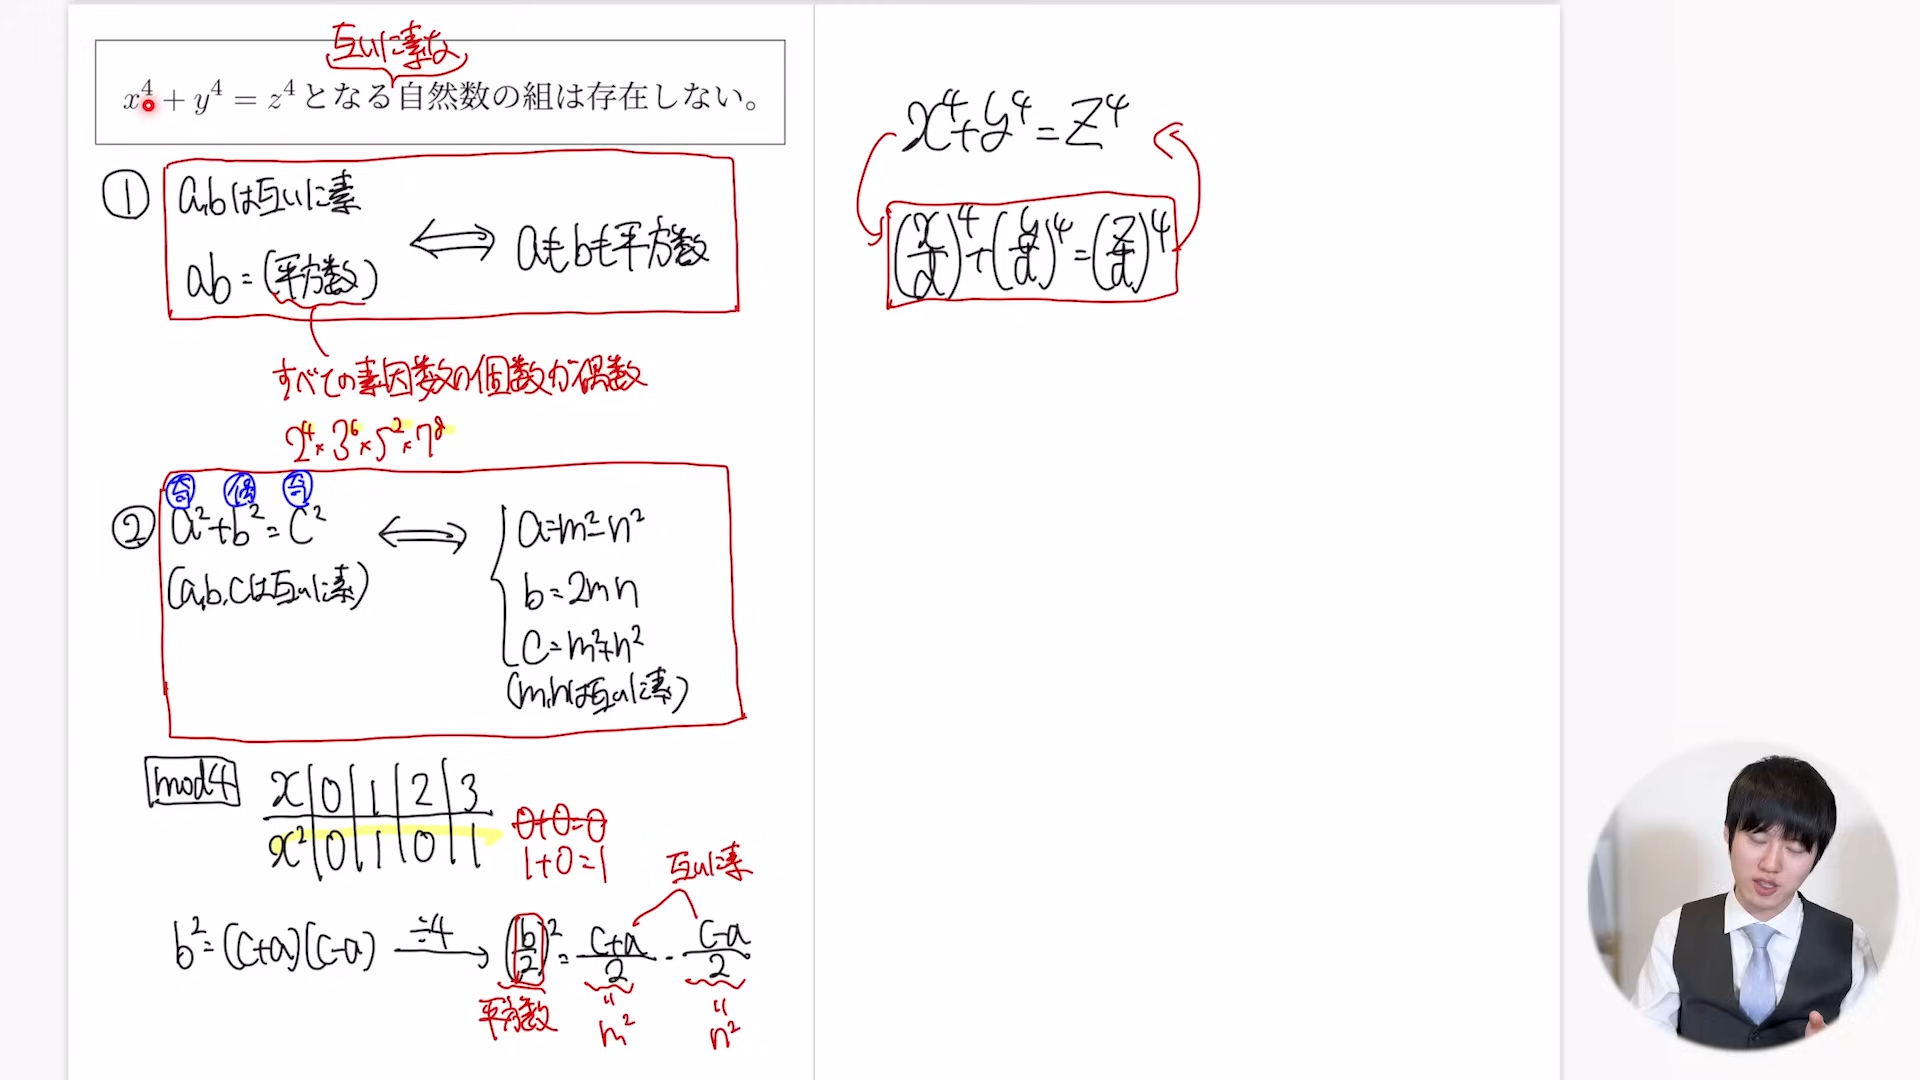 互いに素な
x⁴ + y⁴ = z⁴ となる自然数の組は存在しない。
① a,bは互いに素
ab = (平方数) ⟺ aもbも平方数
すべての素因数の個数が偶数
2⁴×3⁶×5²×7⁸
奇 偶 奇
② a²+b²=c² ⟺ a=m²-n²
(a,b,cは互いに素) b=2mn
c=m²+n²
(m,nは互いに素)
mod4
x 0 1 2 3
x² 0 1 0 1
0+0=0
1+0=1
互いに素
b²=(c+a)(c-a) ÷4→ (b/2)² = (c+a)/2 · (c-a)/2
平方数 = m² = n²
x⁴+y⁴=z⁴
(x/d)⁴+(y/d)⁴=(z/d)⁴